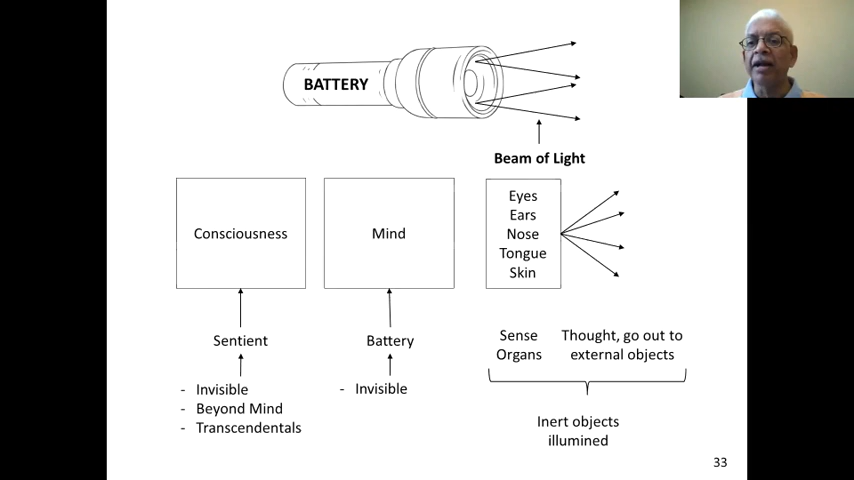 BATTERY
Beam of Light
Consciousness
Mind
Eyes
Ears
Nose
Tongue
Skin
Sentient
- Invisible
- Beyond Mind
- Transcendentals
Battery
- Invisible
Sense
Organs
Thought, go out to
external objects
Inert objects
illumined
33